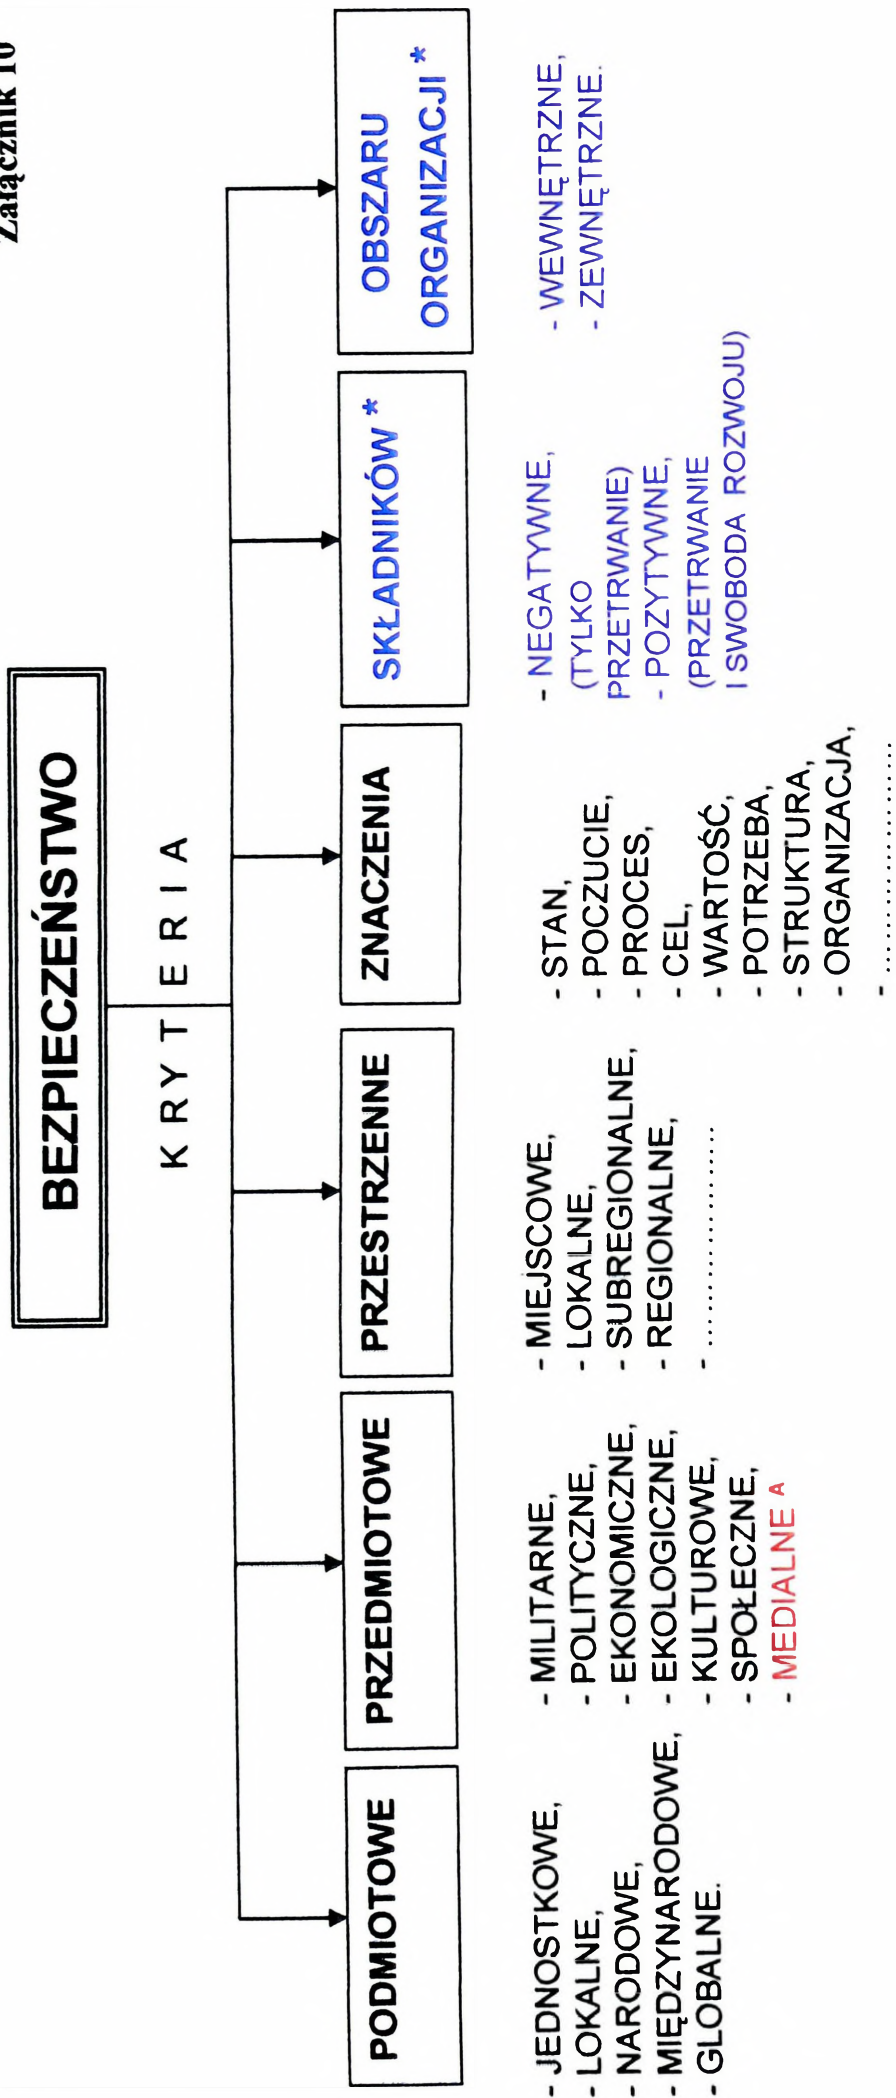 Załącznik 10
BEZPIECZEŃSTWO
KRYTERIA
PODMIOTOWE
PRZEDMIOTOWE
PRZESTRZENNE
ZNACZENIA
SKŁADNIKÓW *
OBSZARU
ORGANIZACJI *
- JEDNOSTKOWE,
- LOKALNE,
- NARODOWE,
- MIĘDZYNARODOWE,
- GLOBALNE.
- MILITARNE,
- POLITYCZNE,
- EKONOMICZNE,
- EKOLOGICZNE,
- KULTUROWE,
- SPOŁECZNE,
- MEDIALNE A
- MIEJSCOWE,
- LOKALNE,
- SUBREGIONALNE,
- REGIONALNE,
- ....................
- STAN,
- POCZUCIE,
- PROCES,
- CEL,
- WARTOŚĆ,
- POTRZEBA,
- STRUKTURA,
- ORGANIZACJA,
- ....................
- NEGATYWNE,
(TYLKO
PRZETRWANIE)
- POZYTYWNE,
(PRZETRWANIE
I SWOBODA ROZWOJU)
- WEWNĘTRZNE,
- ZEWNĘTRZNE.